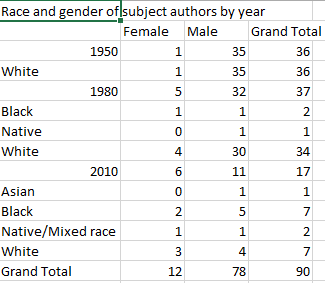 Race and gender of subject authors by year
Female Male Grand Total
1950 1 35 36
White 1 35 36
1980 5 32 37
Black 1 1 2
Native 0 1 1
White 4 30 34
2010 6 11 17
Asian 0 1 1
Black 2 5 7
Native/Mixed race 1 1 2
White 3 4 7
Grand Total 12 78 90